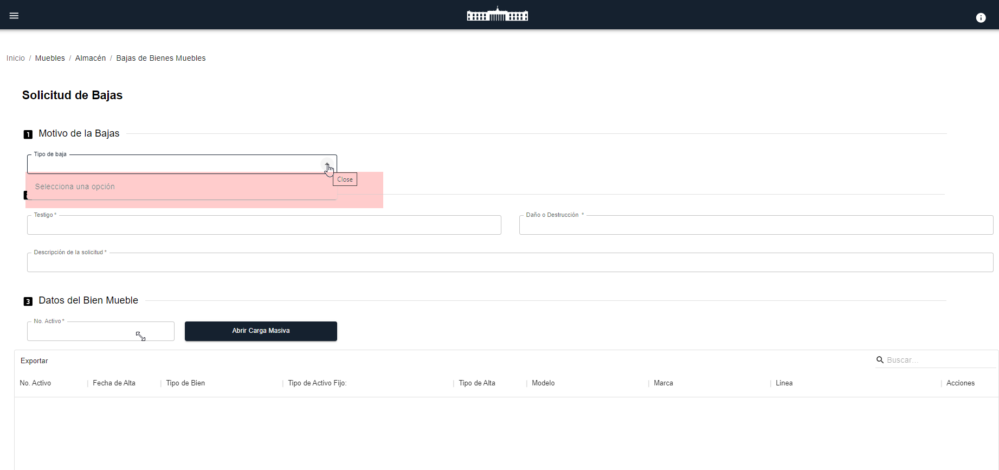 Inicio / Muebles / Almacén / Bajas de Bienes Muebles
Solicitud de Bajas
1 Motivo de la Bajas
Tipo de baja
Close
Selecciona una opción
Testigo *
Daño o Destrucción *
Descripción de la solicitud *
3 Datos del Bien Mueble
No. Activo *
Abrir Carga Masiva
Exportar
Buscar...
No. Activo | Fecha de Alta | Tipo de Bien | Tipo de Activo Fijo: | Tipo de Alta | Modelo | Marca | Linea | Acciones